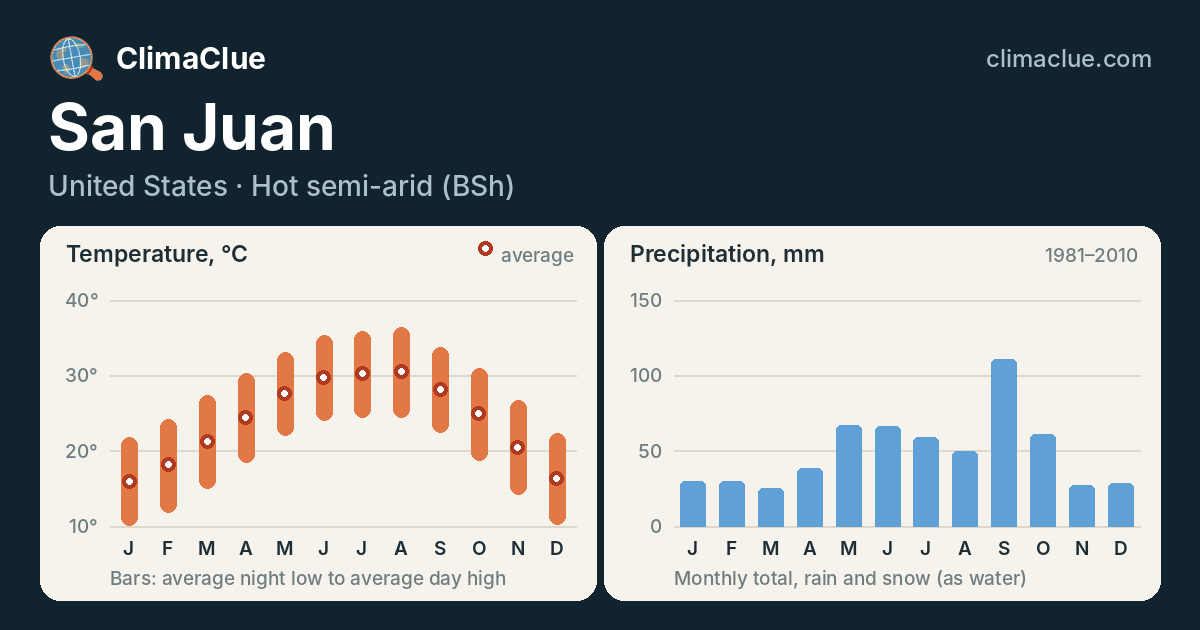 ClimaClue
climaclue.com
San Juan
United States · Hot semi-arid (BSh)
Temperature, °C
average
40°
30°
20°
10°
J F M A M J J A S O N D
Bars: average night low to average day high
Precipitation, mm
1981–2010
150
100
50
0
J F M A M J J A S O N D
Monthly total, rain and snow (as water)